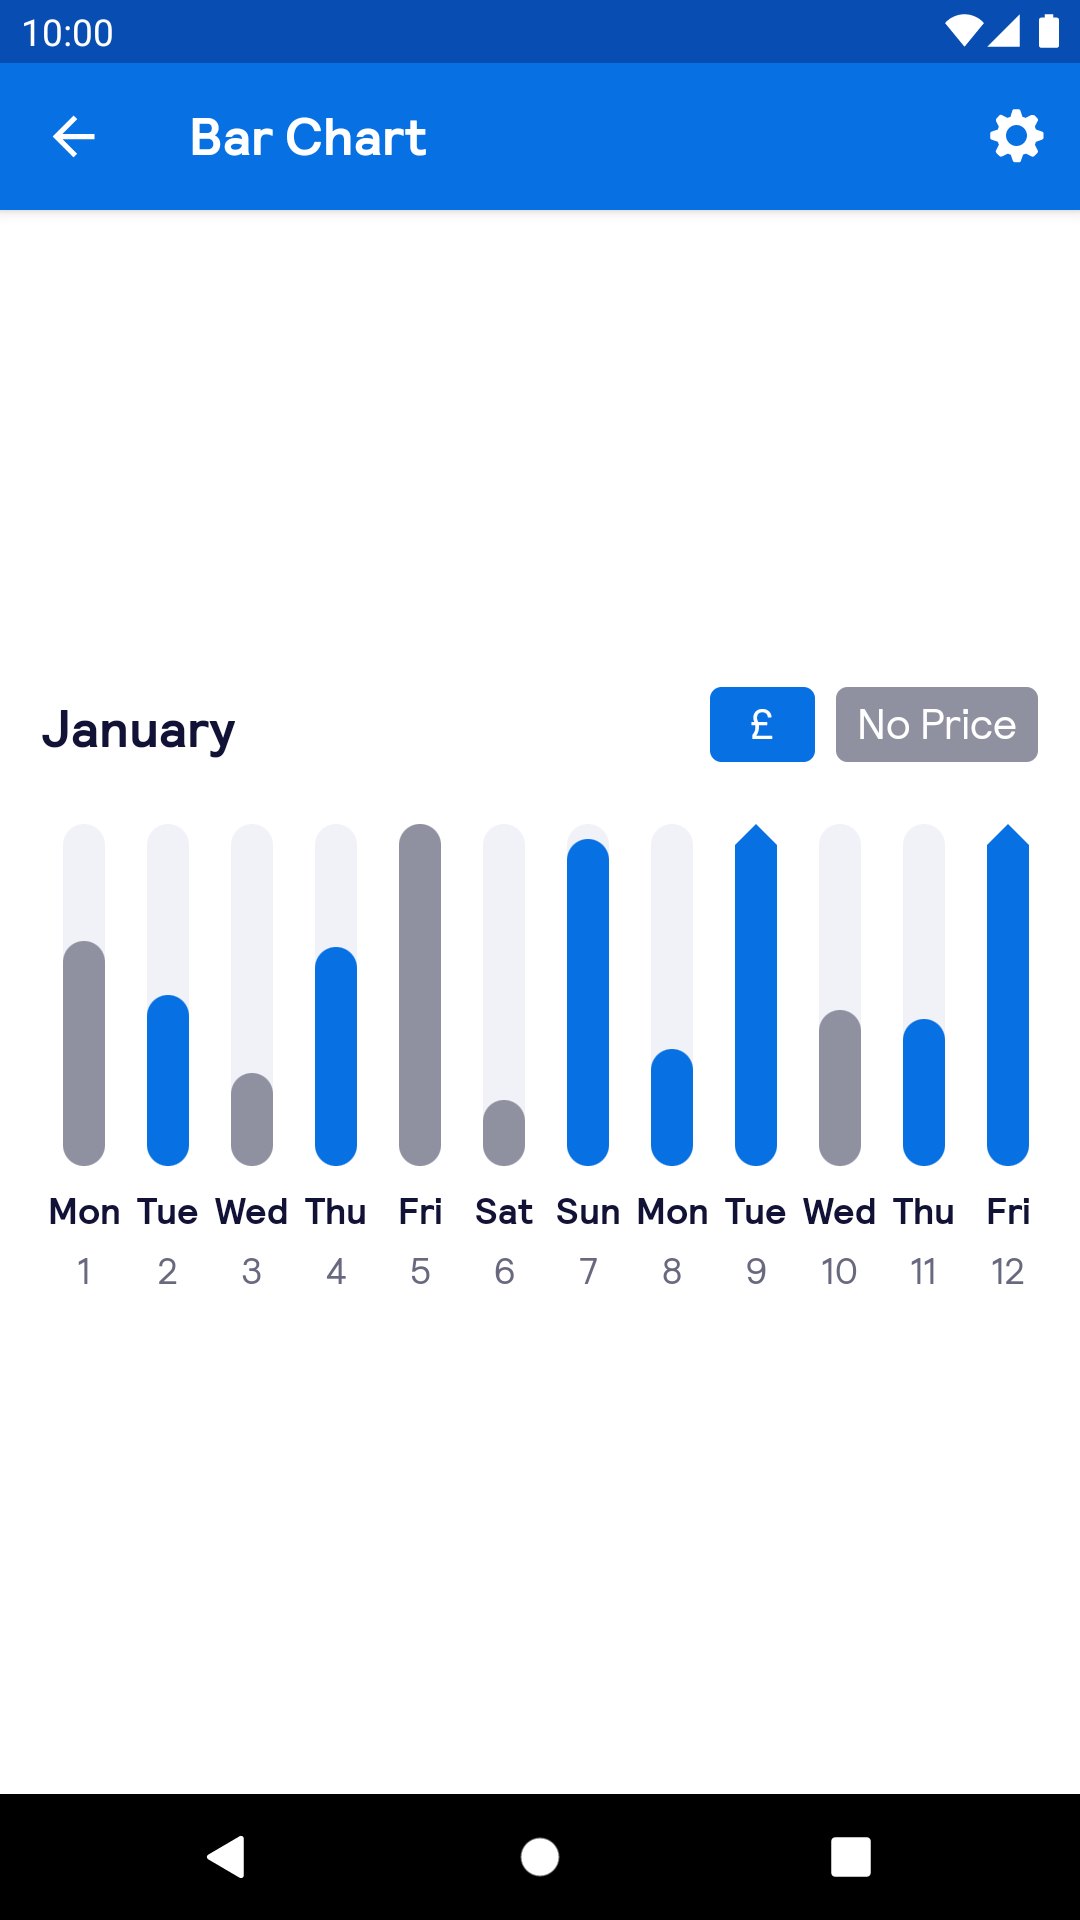 10:00
Bar Chart
January
£ No Price
Mon Tue Wed Thu Fri Sat Sun Mon Tue Wed Thu Fri
1 2 3 4 5 6 7 8 9 10 11 12